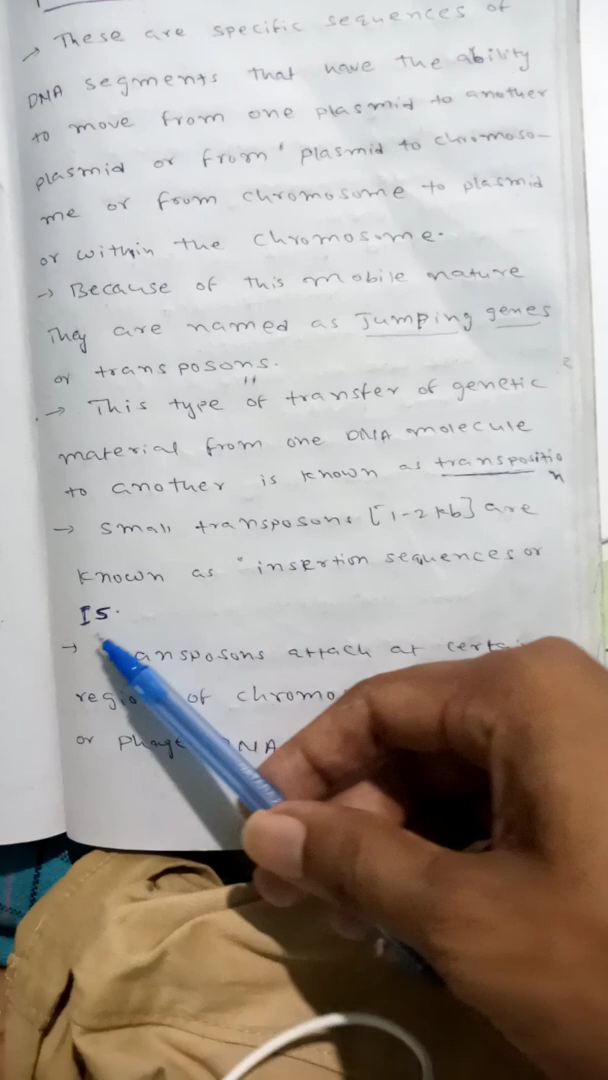 → These are specific sequences of
DNA segments that have the ability
to move from one plasmid to another
plasmid or from plasmid to chromoso-
me or from chromosome to plasmid
or within the chromosome.
→ Because of this mobile nature
They are named as Jumping genes
or transposons.
→ This type of transfer of genetic
material from one DNA molecule
to another is known as transpositio
n
→ small transposons [1-2 kb] are
known as "insertion sequences or
IS.
→ ansposons attach at
of
or phage DNA